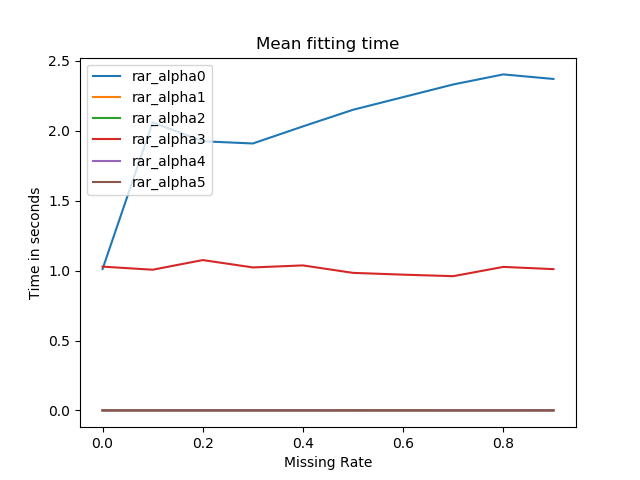 Mean fitting time
2.5
2.0
1.5
1.0
0.5
0.0
Time in seconds
rar_alpha0
rar_alpha1
rar_alpha2
rar_alpha3
rar_alpha4
rar_alpha5
0.0 0.2 0.4 0.6 0.8
Missing Rate